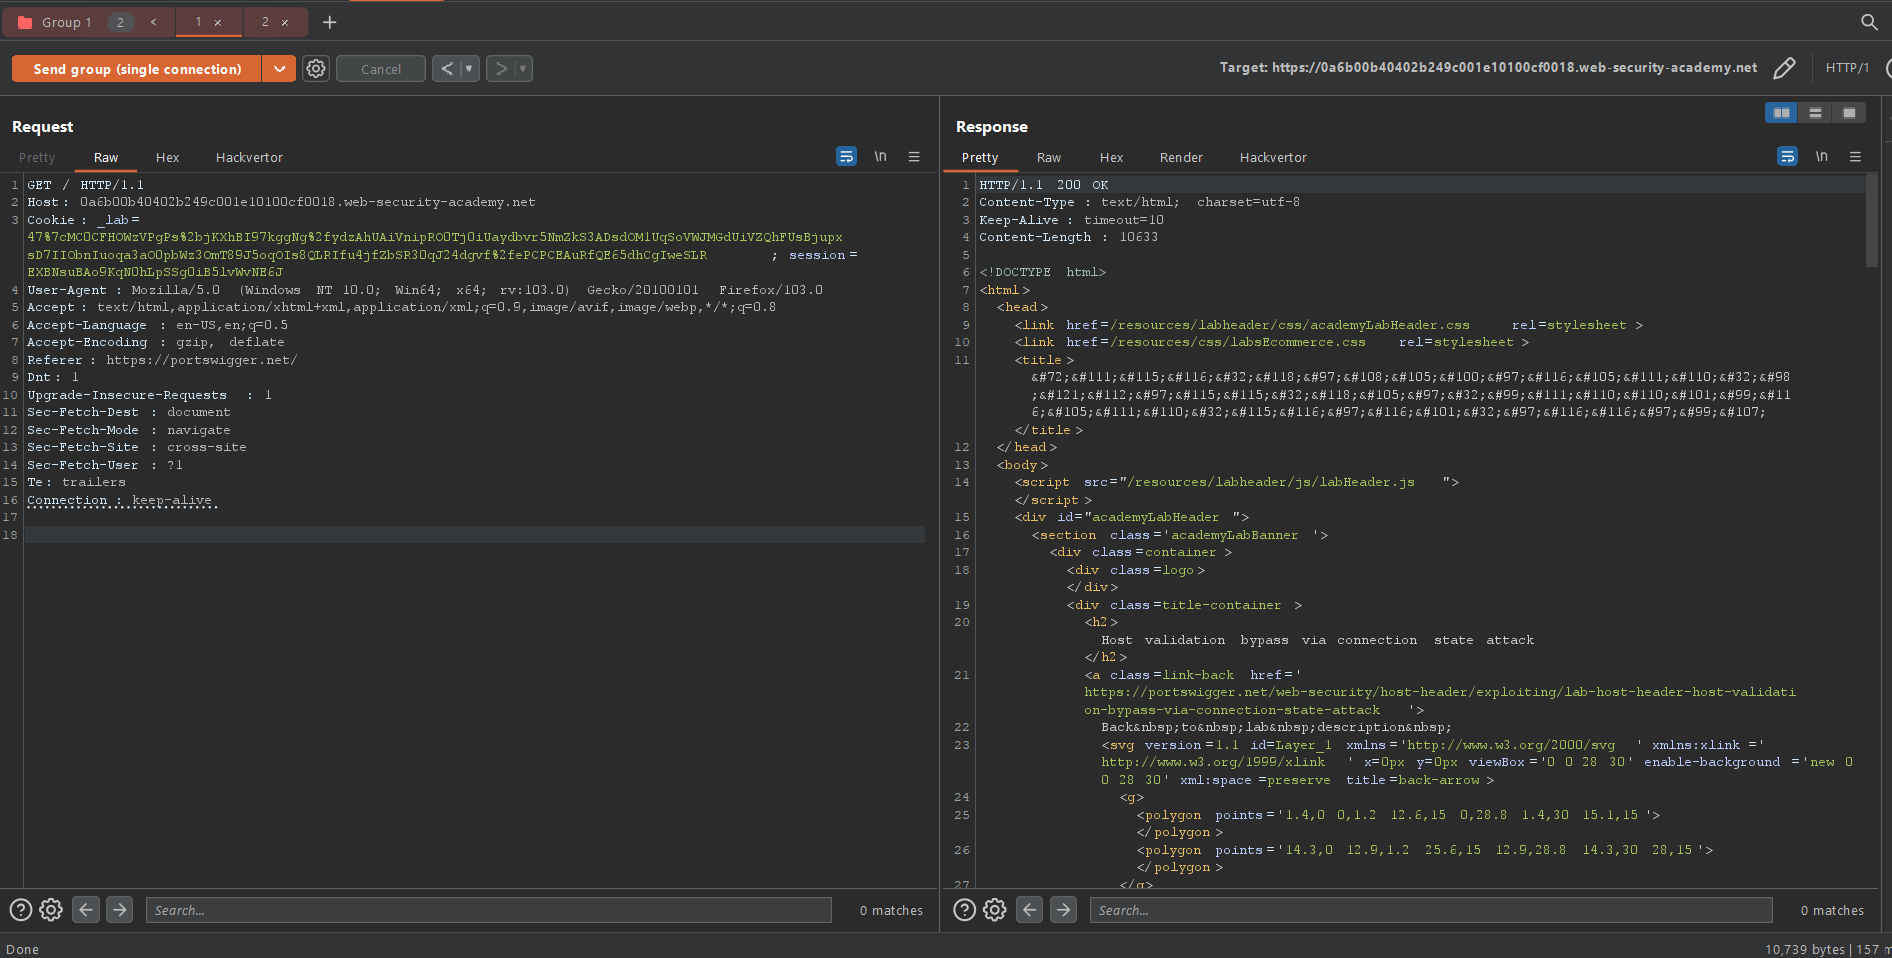 Group 1 2 < 1 × 2 × +
Send group (single connection) Cancel < > Target: https://0a6b00b40402b249c001e10100cf0018.web-security-academy.net HTTP/1
Request
Pretty Raw Hex Hackvertor \n
1 GET / HTTP/1.1
2 Host: 0a6b00b40402b249c001e10100cf0018.web-security-academy.net
3 Cookie: _lab=
; session=
4 User-Agent: Mozilla/5.0 (Windows NT 10.0; Win64; x64; rv:103.0) Gecko/20100101 Firefox/103.0
5 Accept: text/html,application/xhtml+xml,application/xml;q=0.9,image/avif,image/webp,*/*;q=0.8
6 Accept-Language : en-US,en;q=0.5
7 Accept-Encoding : gzip, deflate
8 Referer: https://portswigger.net/
9 Dnt: 1
10 Upgrade-Insecure-Requests : 1
11 Sec-Fetch-Dest : document
12 Sec-Fetch-Mode : navigate
13 Sec-Fetch-Site : cross-site
14 Sec-Fetch-User : ?1
15 Te: trailers
16 Connection : keep-alive
17
18
Search...
0 matches
Response
Pretty Raw Hex Render Hackvertor \n
1 HTTP/1.1 200 OK
2 Content-Type : text/html; charset=utf-8
3 Keep-Alive : timeout=10
4 Content-Length : 10633
5
6 <!DOCTYPE html>
7 <html>
8 <head>
9 <link href=/resources/labheader/css/academyLabHeader.css rel=stylesheet >
10 <link href=/resources/css/labsEcommerce.css rel=stylesheet >
11 <title>
&#72;&#111;&#115;&#116;&#32;&#118;&#97;&#108;&#105;&#100;&#97;&#116;&#105;&#111;&#110;&#32;&#98
;&#121;&#112;&#97;&#115;&#115;&#32;&#118;&#105;&#97;&#32;&#99;&#111;&#110;&#110;&#101;&#99;&#11
6;&#105;&#111;&#110;&#32;&#115;&#116;&#97;&#116;&#101;&#32;&#97;&#116;&#116;&#97;&#99;&#107;
</title>
12 </head>
13 <body>
14 <script src="/resources/labheader/js/labHeader.js ">
</script>
15 <div id="academyLabHeader ">
16 <section class='academyLabBanner '>
17 <div class=container >
18 <div class=logo>
</div>
19 <div class=title-container >
20 <h2>
Host validation bypass via connection state attack
</h2>
21 <a class=link-back href='
https://portswigger.net/web-security/host-header/exploiting/lab-host-header-host-validati
on-bypass-via-connection-state-attack '>
22 Back&nbsp;to&nbsp;lab&nbsp;description&nbsp;
23 <svg version=1.1 id=Layer_1 xmlns='http://www.w3.org/2000/svg ' xmlns:xlink ='
http://www.w3.org/1999/xlink ' x=0px y=0px viewBox='0 0 28 30' enable-background ='new 0
0 28 30' xml:space=preserve title=back-arrow>
24 <g>
25 <polygon points='1.4,0 0,1.2 12.6,15 0,28.8 1.4,30 15.1,15 '>
</polygon>
26 <polygon points='14.3,0 12.9,1.2 25.6,15 12.9,28.8 14.3,30 28,15 '>
</polygon>
27 </g>
Search...
0 matches
Done
10,739 bytes | 157 m